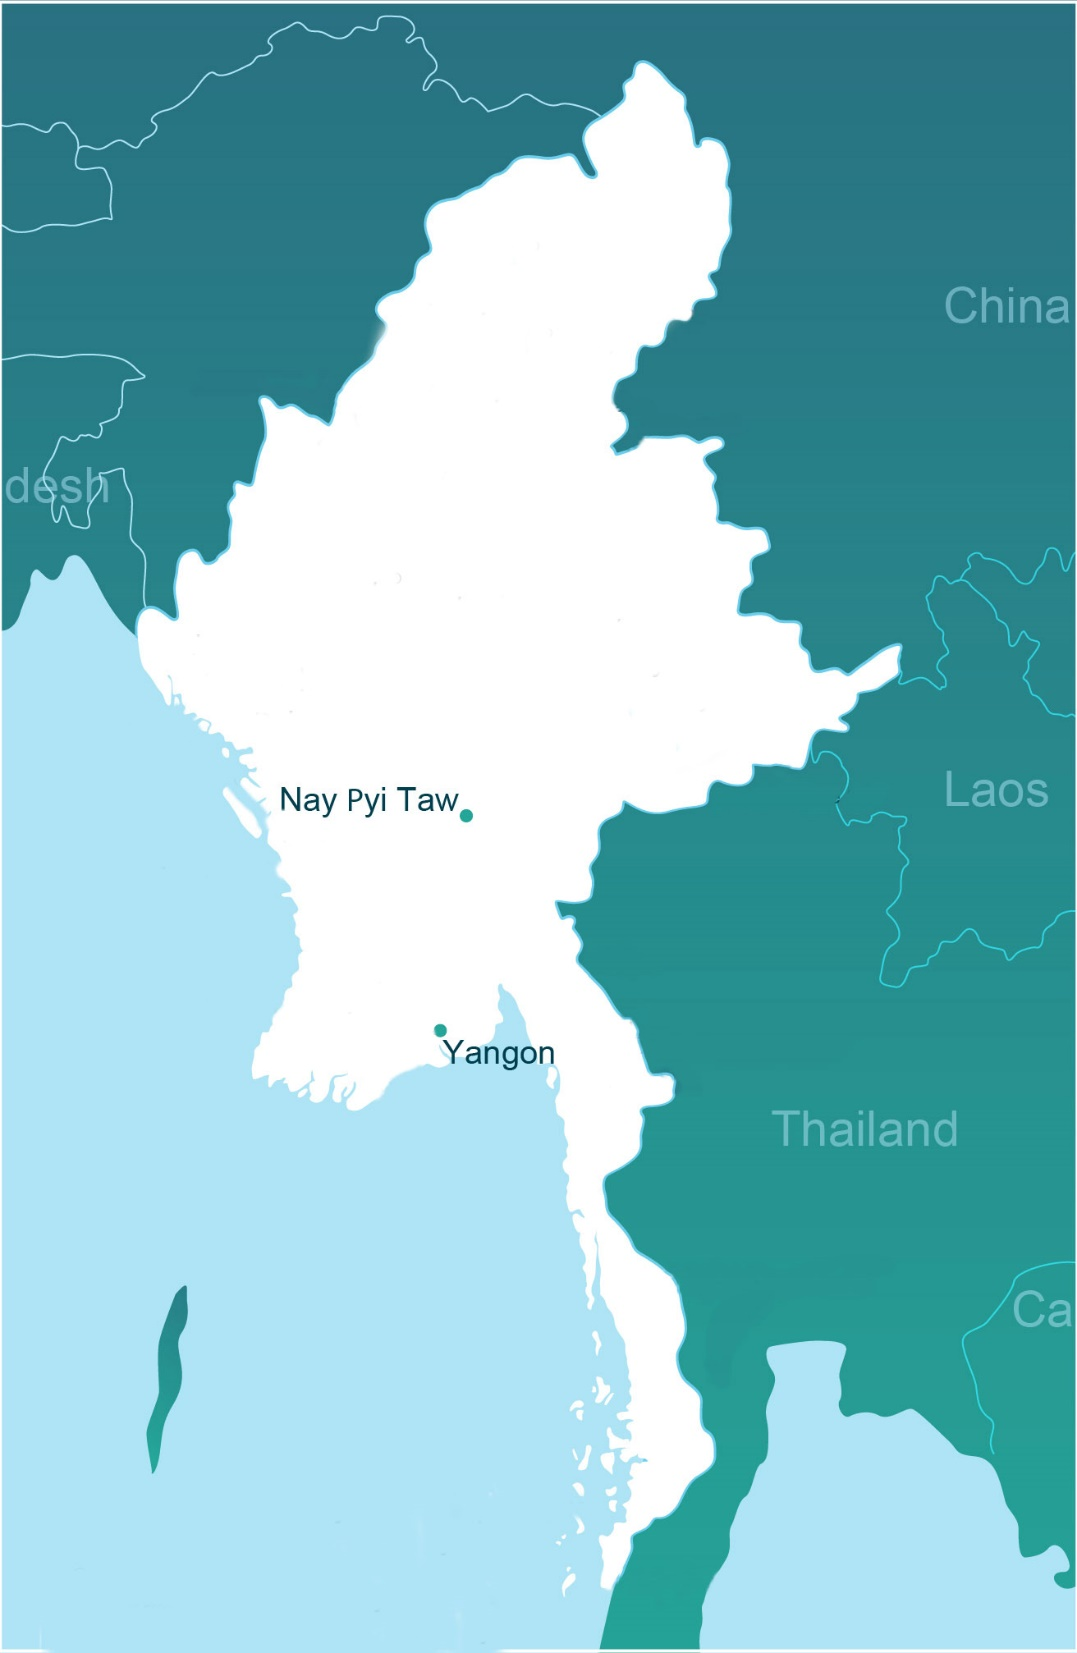 China
desh
Nay Pyi Taw
Laos
Yangon
Thailand
Ca